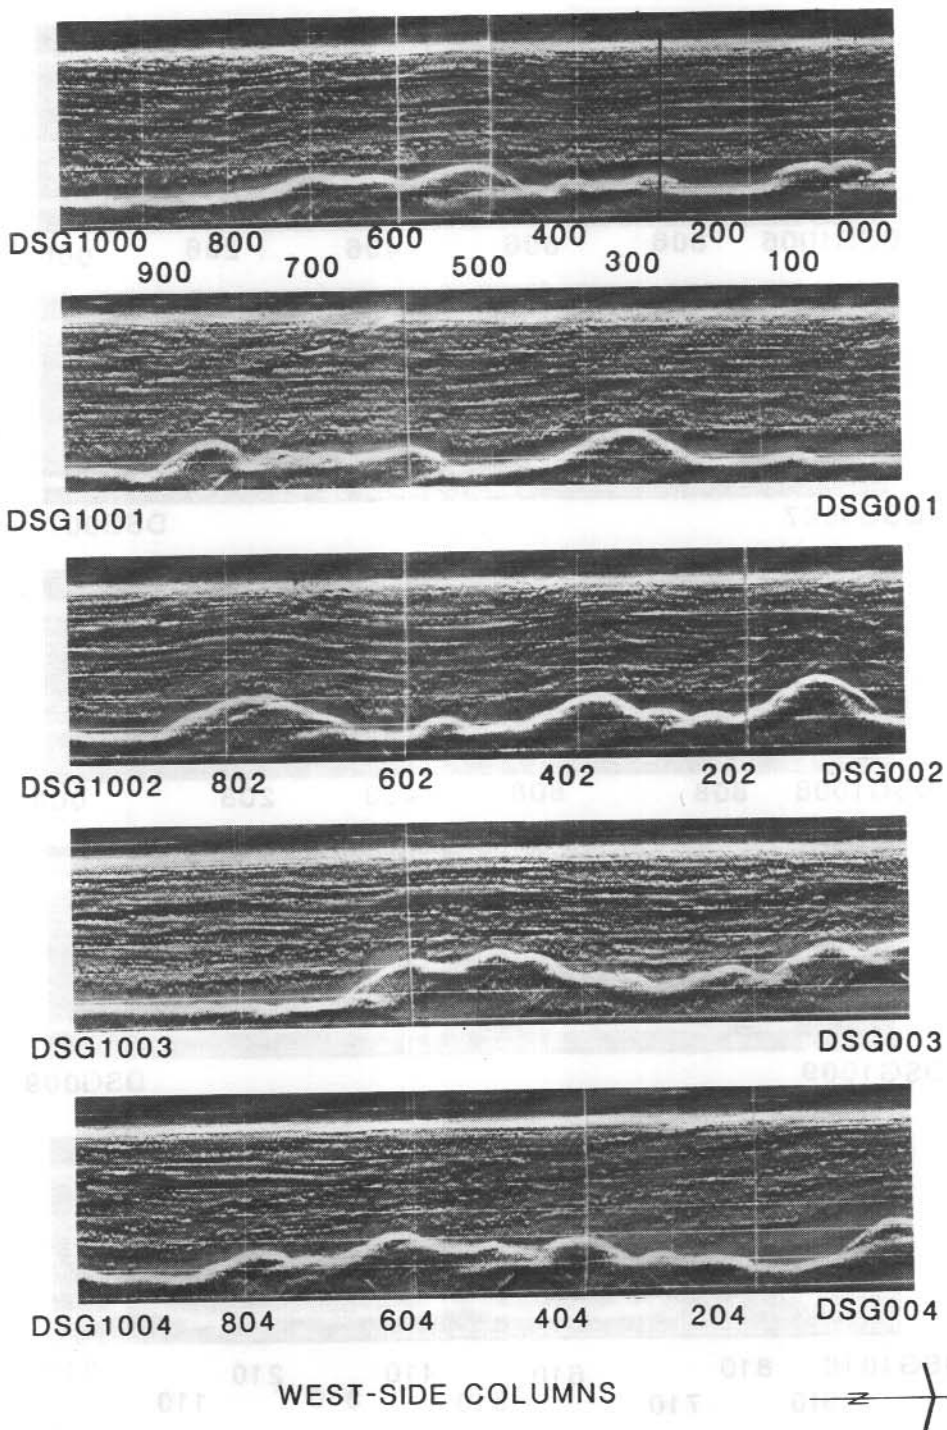 DSG1000 800 600 400 200 000
900 700 500 300 100
DSG1001 DSG001
DSG1002 802 602 402 202 DSG002
DSG1003 DSG003
DSG1004 804 604 404 204 DSG004
WEST-SIDE COLUMNS
N